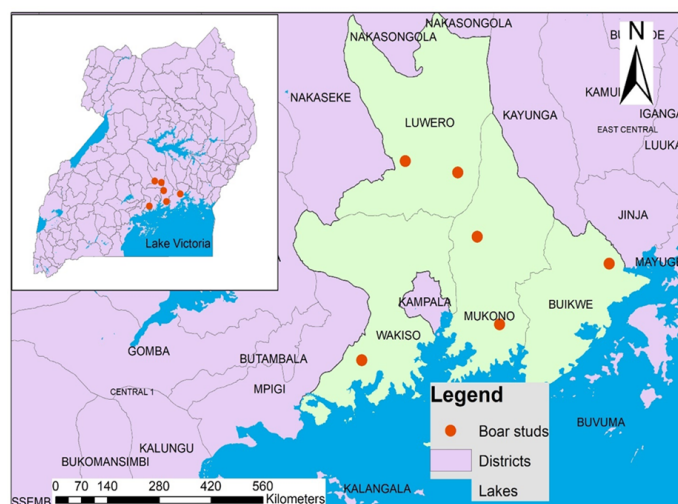 NAKASONGOLA
NAKASONGOLA
N
NAKASEKE
LUWERO
KAYUNGA
EAST CENTRAL
IGANGA
LUUKA
JINJA
Lake Victoria
MAYUGE
KAMPALA
BUIKWE
MUKONO
WAKISO
GOMBA
BUTAMBALA
MPIGI
CENTRAL 1
KALUNGU
BUKOMANSIMBI
SSEMB
KALANGALA
BUVUMA
Legend
Boar studs
Districts
Lakes
0 70 140 280 420 560
Kilometers